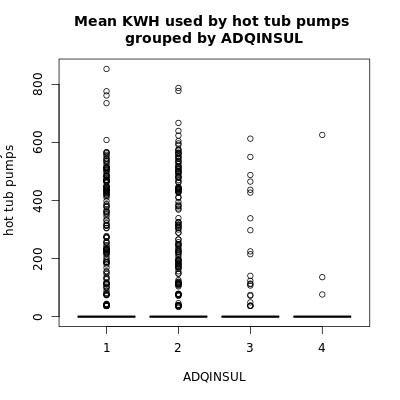 Mean KWH used by hot tub pumps
grouped by ADQINSUL
hot tub pumps
800
600
400
200
0
1 2 3 4
ADQINSUL